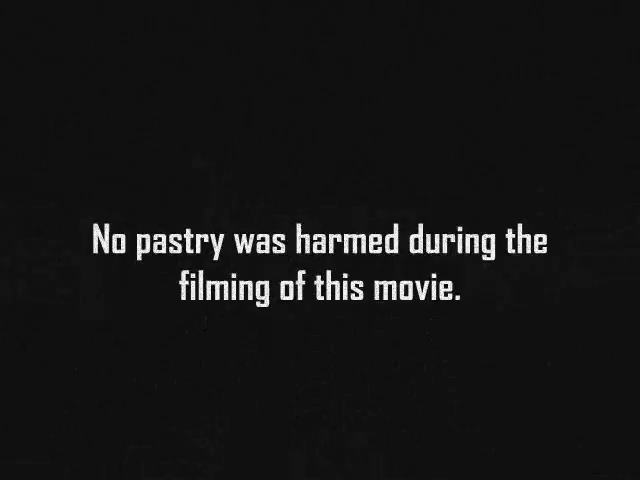 No pastry was harmed during the
filming of this movie.